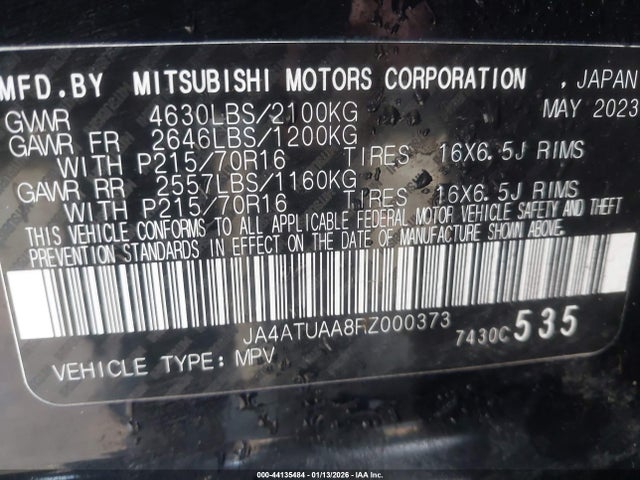 MFD.BY MITSUBISHI MOTORS CORPORATION , JAPAN
GVWR 4630LBS/2100KG MAY 2023
GAWR FR 2646LBS/1200KG
WITH P215/70R16 TIRES 16X6.5J RIMS
GAWR RR 2557LBS/1160KG
WITH P215/70R16 TIRES 16X6.5J RIMS
THIS VEHICLE CONFORMS TO ALL APPLICABLE FEDERAL MOTOR VEHICLE SAFETY AND THEFT
PREVENTION STANDARDS IN EFFECT ON THE DATE OF MANUFACTURE SHOWN ABOVE.
JA4ATUAA8RZ000373 7430C535
VEHICLE TYPE: MPV
000-44135484 - 01/13/2026 - IAA Inc.